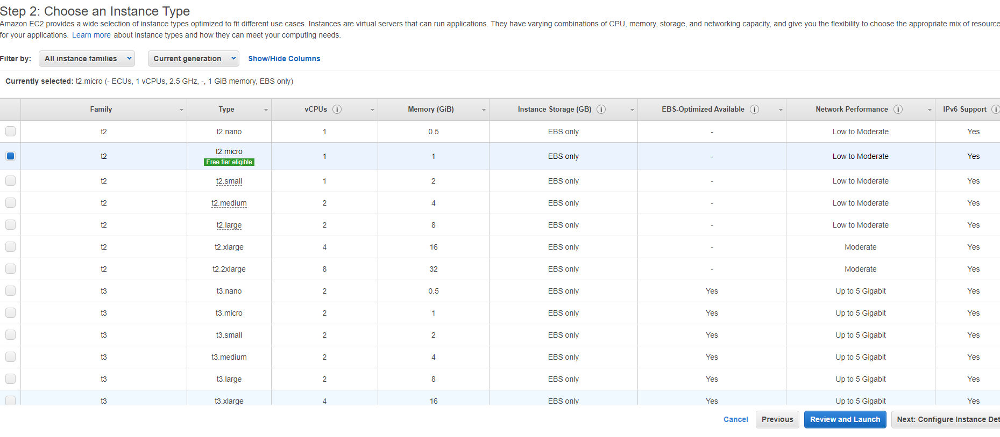 Step 2: Choose an Instance Type
Amazon EC2 provides a wide selection of instance types optimized to fit different use cases. Instances are virtual servers that can run applications. They have varying combinations of CPU, memory, storage, and networking capacity, and give you the flexibility to choose the appropriate mix of resource
for your applications. Learn more about instance types and how they can meet your computing needs.
Filter by: All instance families Current generation Show/Hide Columns
Currently selected: t2.micro (- ECUs, 1 vCPUs, 2.5 GHz, -, 1 GiB memory, EBS only)
Family Type vCPUs i Memory (GiB) Instance Storage (GB) i EBS-Optimized Available i Network Performance i IPv6 Support i
t2 t2.nano 1 0.5 EBS only - Low to Moderate Yes
t2 t2.micro 1 1 EBS only - Low to Moderate Yes
Free tier eligible
t2 t2.small 1 2 EBS only - Low to Moderate Yes
t2 t2.medium 2 4 EBS only - Low to Moderate Yes
t2 t2.large 2 8 EBS only - Low to Moderate Yes
t2 t2.xlarge 4 16 EBS only - Moderate Yes
t2 t2.2xlarge 8 32 EBS only - Moderate Yes
t3 t3.nano 2 0.5 EBS only Yes Up to 5 Gigabit Yes
t3 t3.micro 2 1 EBS only Yes Up to 5 Gigabit Yes
t3 t3.small 2 2 EBS only Yes Up to 5 Gigabit Yes
t3 t3.medium 2 4 EBS only Yes Up to 5 Gigabit Yes
t3 t3.large 2 8 EBS only Yes Up to 5 Gigabit Yes
t3 t3.xlarge 4 16 EBS only Yes Up to 5 Gigabit Yes
Cancel Previous Review and Launch Next: Configure Instance Det